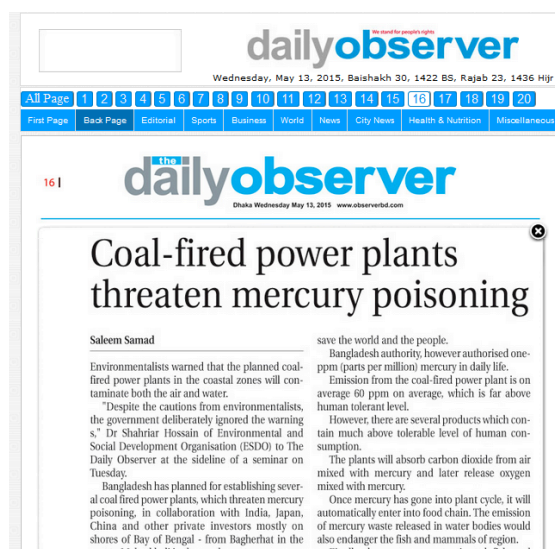 We stand for people's rights
dailyobserver
Wednesday, May 13, 2015, Baishakh 30, 1422 BS, Rajab 23, 1436 Hijr
All Page 1 2 3 4 5 6 7 8 9 10 11 12 13 14 15 16 17 18 19 20
First Page Back Page Editorial Sports Business World News City News Health & Nutrition Miscellaneous
16
the
dailyobserver
Dhaka Wednesday May 13, 2015 www.observerbd.com
Coal-fired power plants
threaten mercury poisoning
Saleem Samad
Environmentalists warned that the planned coal-
fired power plants in the coastal zones will con-
taminate both the air and water.
"Despite the cautions from environmentalists,
the government deliberately ignored the warning
s," Dr Shahriar Hossain of Environmental and
Social Development Organisation (ESDO) to The
Daily Observer at the sideline of a seminar on
Tuesday.
Bangladesh has planned for establishing sever-
al coal fired power plants, which threaten mercury
poisoning, in collaboration with India, Japan,
China and other private investors mostly on
shores of Bay of Bengal - from Bagherhat in the
save the world and the people.
Bangladesh authority, however authorised one-
ppm (parts per million) mercury in daily life.
Emission from the coal-fired power plant is on
average 60 ppm on average, which is far above
human tolerant level.
However, there are several products which con-
tain much above tolerable level of human con-
sumption.
The plants will absorb carbon dioxide from air
mixed with mercury and later release oxygen
mixed with mercury.
Once mercury has gone into plant cycle, it will
automatically enter into food chain. The emission
of mercury waste released in water bodies would
also endanger the fish and mammals of region.